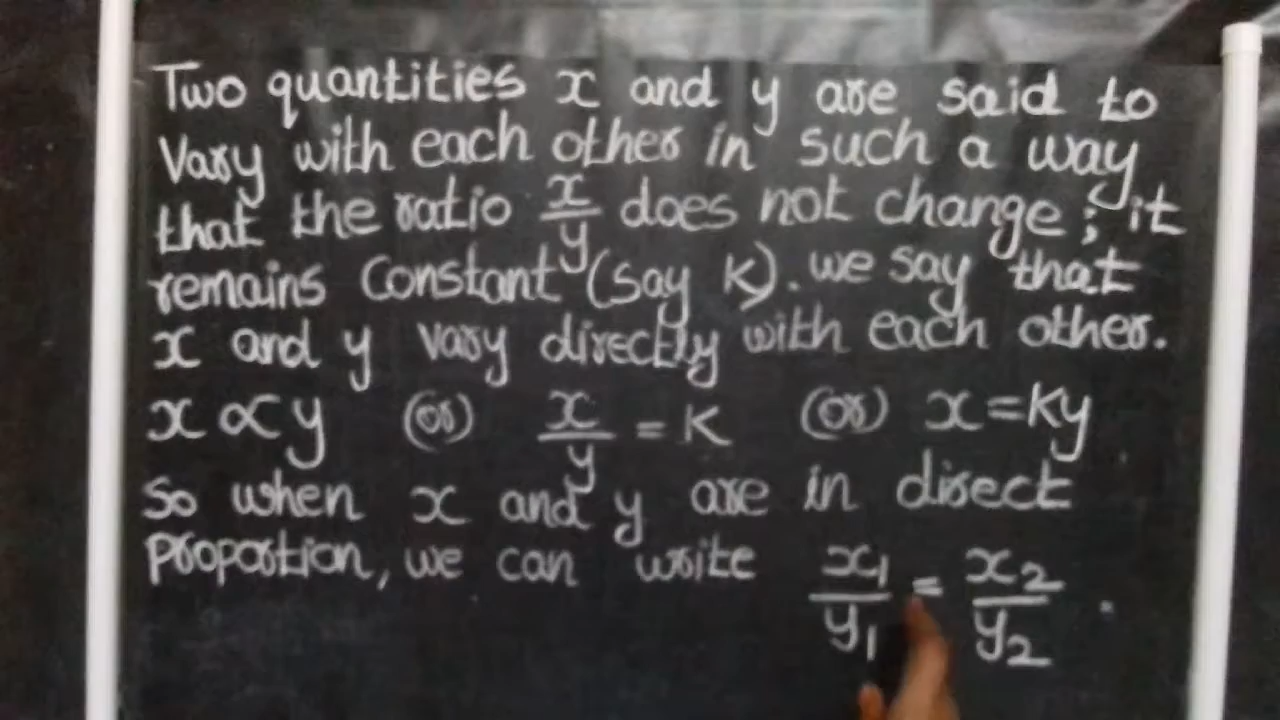 Two quantities x and y are said to
Vary with each other in such a way
that the ratio x/y does not change; it
remains Constant (say K). we say that
x and y vary directly with each other.
x ∝ y (or) x/y = K (or) x = Ky
So when x and y are in direct
Proportion, we can write x₁/y₁ = x₂/y₂ .